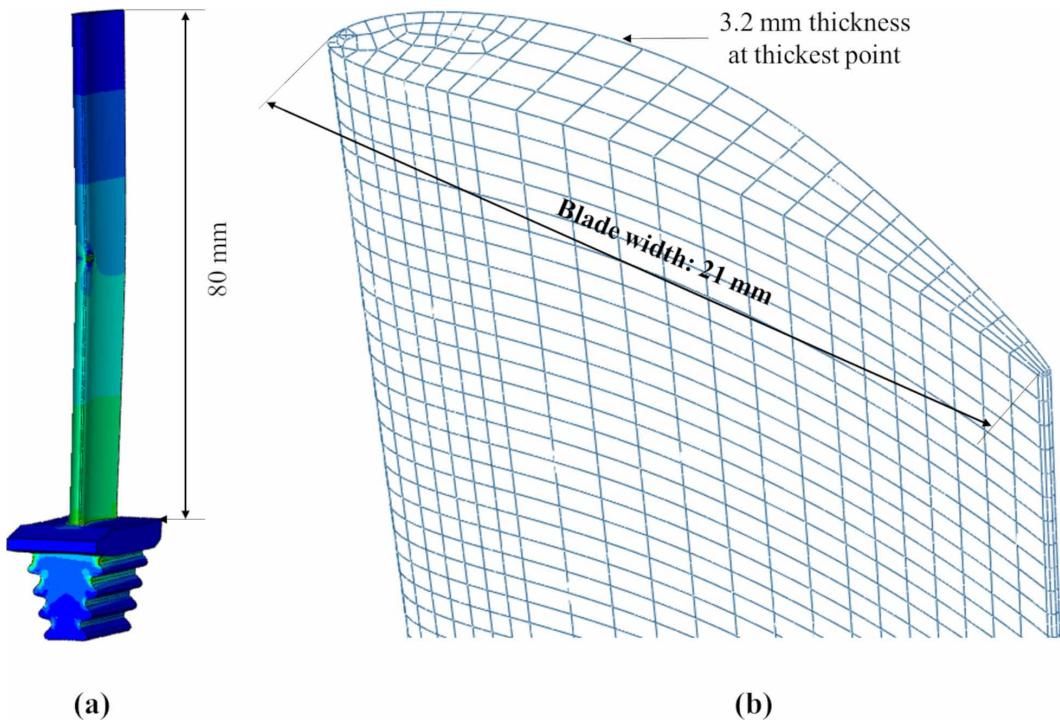 3.2 mm thickness
at thickest point
80 mm
Blade width: 21 mm
(a)
(b)